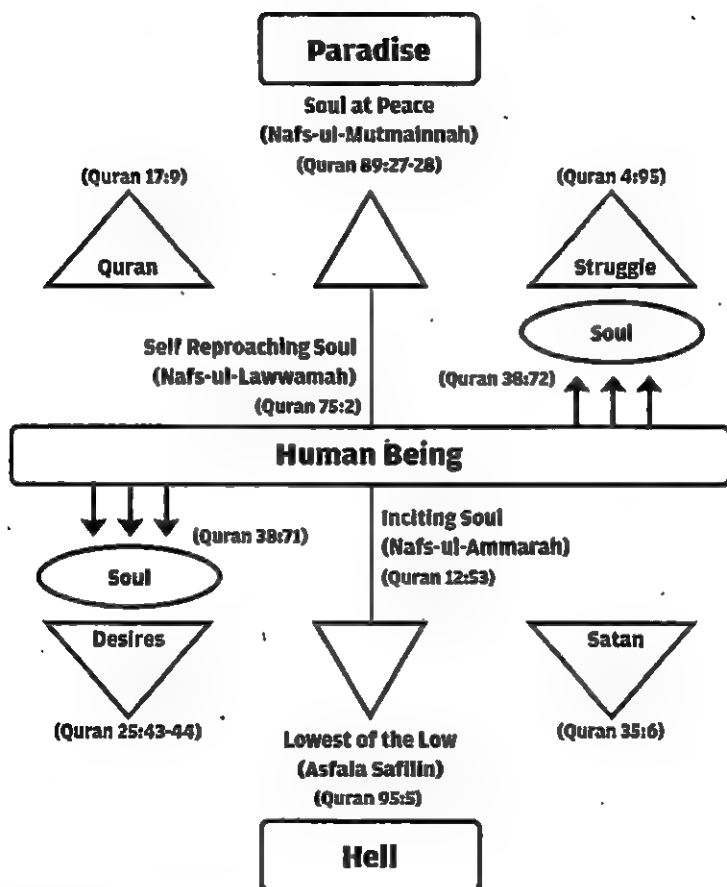 Paradise
Soul at Peace
(Nafs-ul-Mutmainnah)
(Quran 89:27-28)
(Quran 17:9)
(Quran 4:95)
Quran
Struggle
Soul
Self Reproaching Soul
(Nafs-ul-Lawwamah)
(Quran 38:72)
(Quran 75:2)
Human Being
Inciting Soul
(Quran 38:71)
(Nafs-ul-Ammarah)
Soul
(Quran 12:53)
Desires
Satan
(Quran 25:43-44)
(Quran 35:6)
Lowest of the Low
(Asfala Safilin)
(Quran 95:5)
Hell